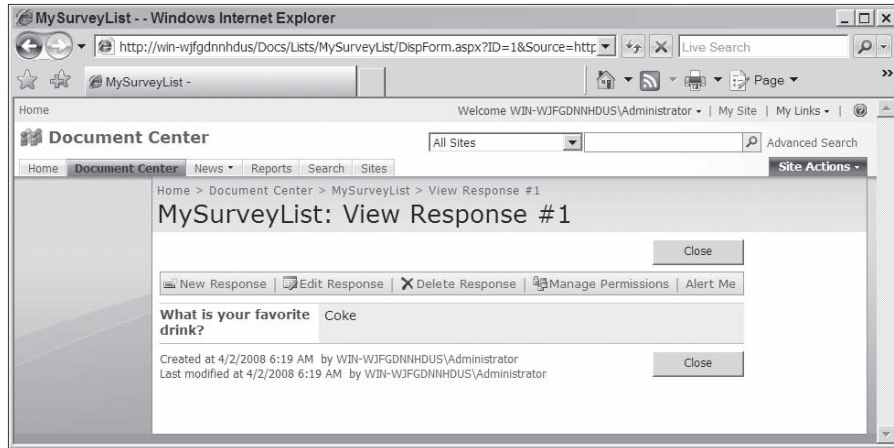 MySurveyList - - Windows Internet Explorer
http://win-wjfgdnnhdus/Docs/Lists/MySurveyList/DispForm.aspx?ID=1&Source=http
Live Search
MySurveyList -
Page
»
Home
Welcome WIN-WJFGDNNHDUS\Administrator | My Site | My Links |
Document Center
All Sites
Advanced Search
Home Document Center News Reports Search Sites
Site Actions
Home > Document Center > MySurveyList > View Response #1
MySurveyList: View Response #1
Close
New Response | Edit Response | Delete Response | Manage Permissions | Alert Me
What is your favorite Coke
drink?
Created at 4/2/2008 6:19 AM by WIN-WJFGDNNHDUS\Administrator
Close
Last modified at 4/2/2008 6:19 AM by WIN-WJFGDNNHDUS\Administrator